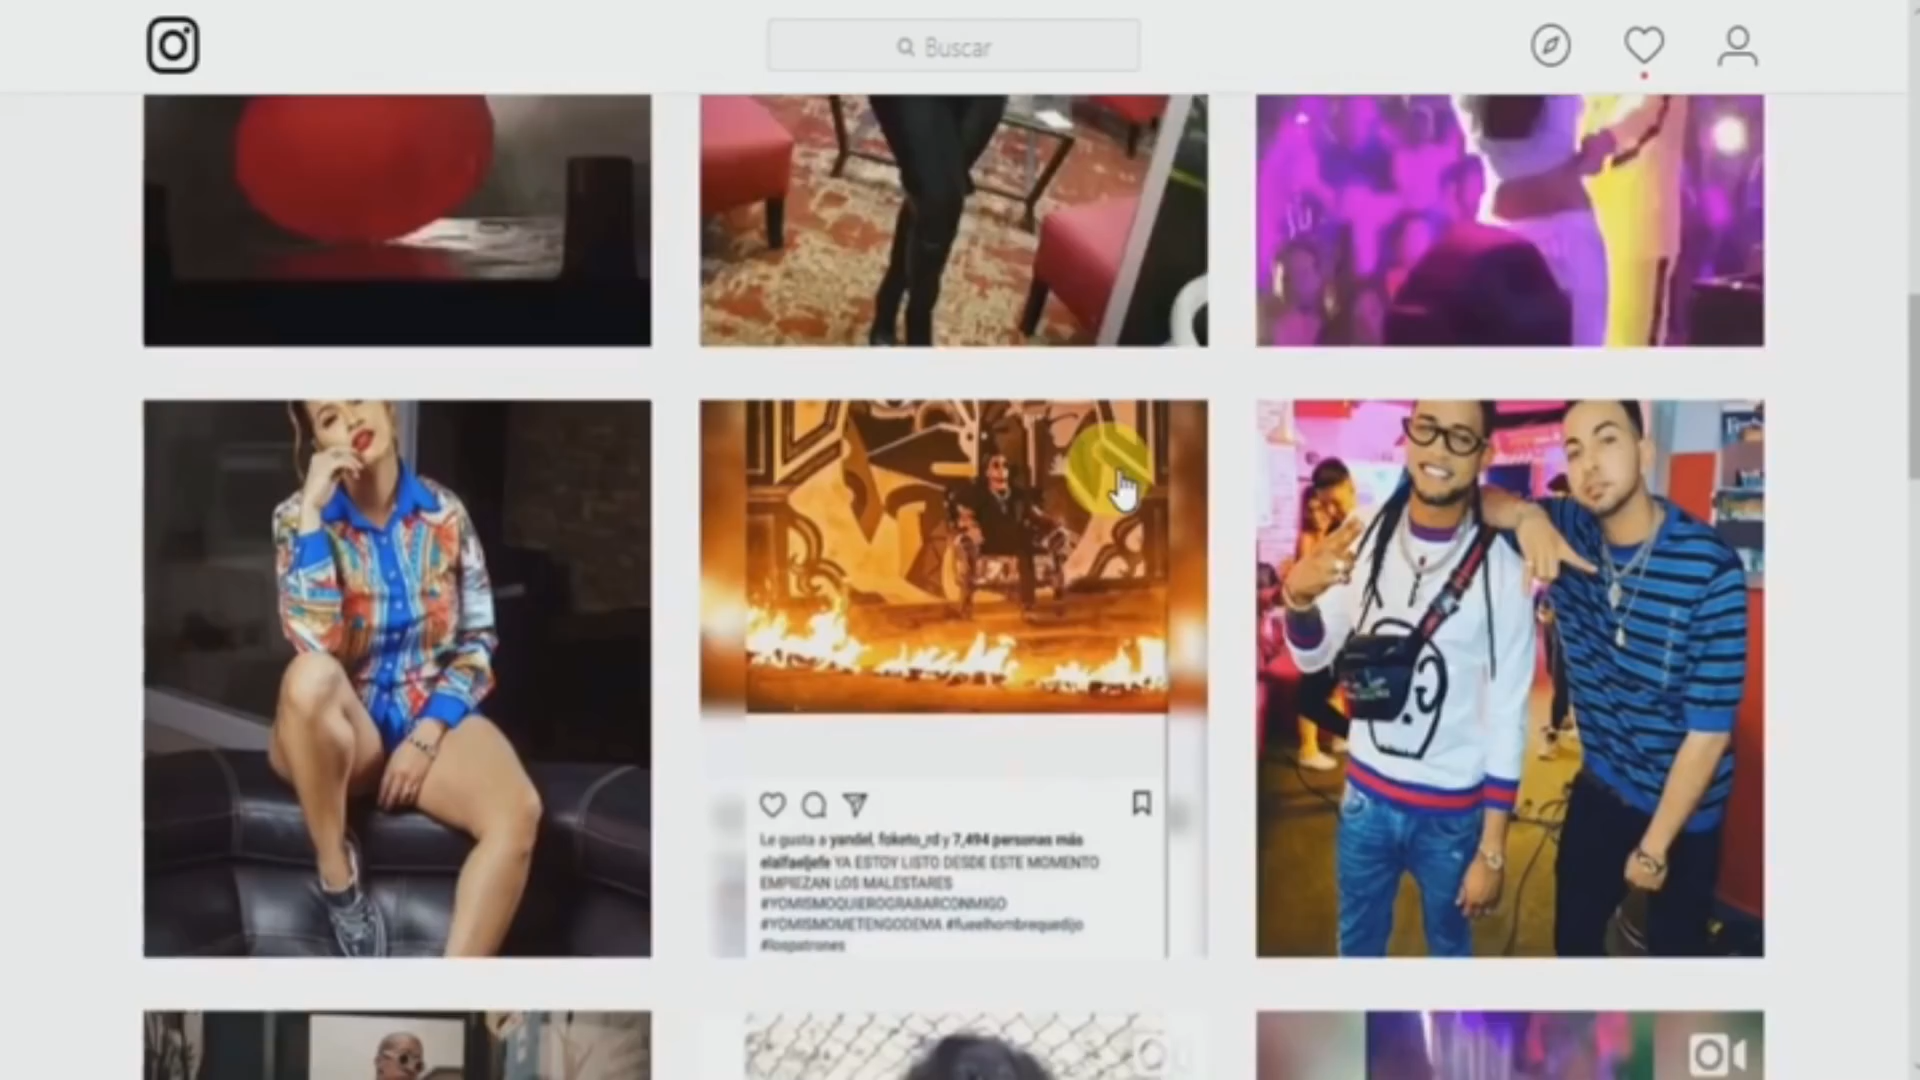 Buscar
Le gusta a yandel, foketo_rd y 7,494 personas más
elalfaeljefe YA ESTOY LISTO DESDE ESTE MOMENTO
EMPIEZAN LOS MALESTARES
#YOMISMOQUIEROGRABARCONMIGO
#YOMISMOMETENGODEMA #fueelhombrequedijo
#lospatrones